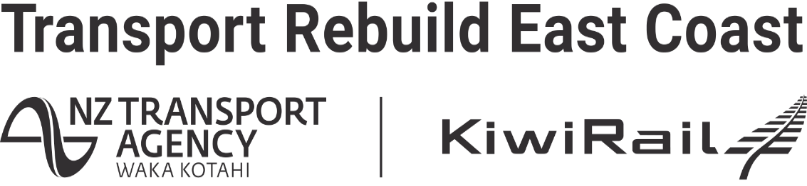 Transport Rebuild East Coast
NZ TRANSPORT
AGENCY
WAKA KOTAHI
KiwiRail